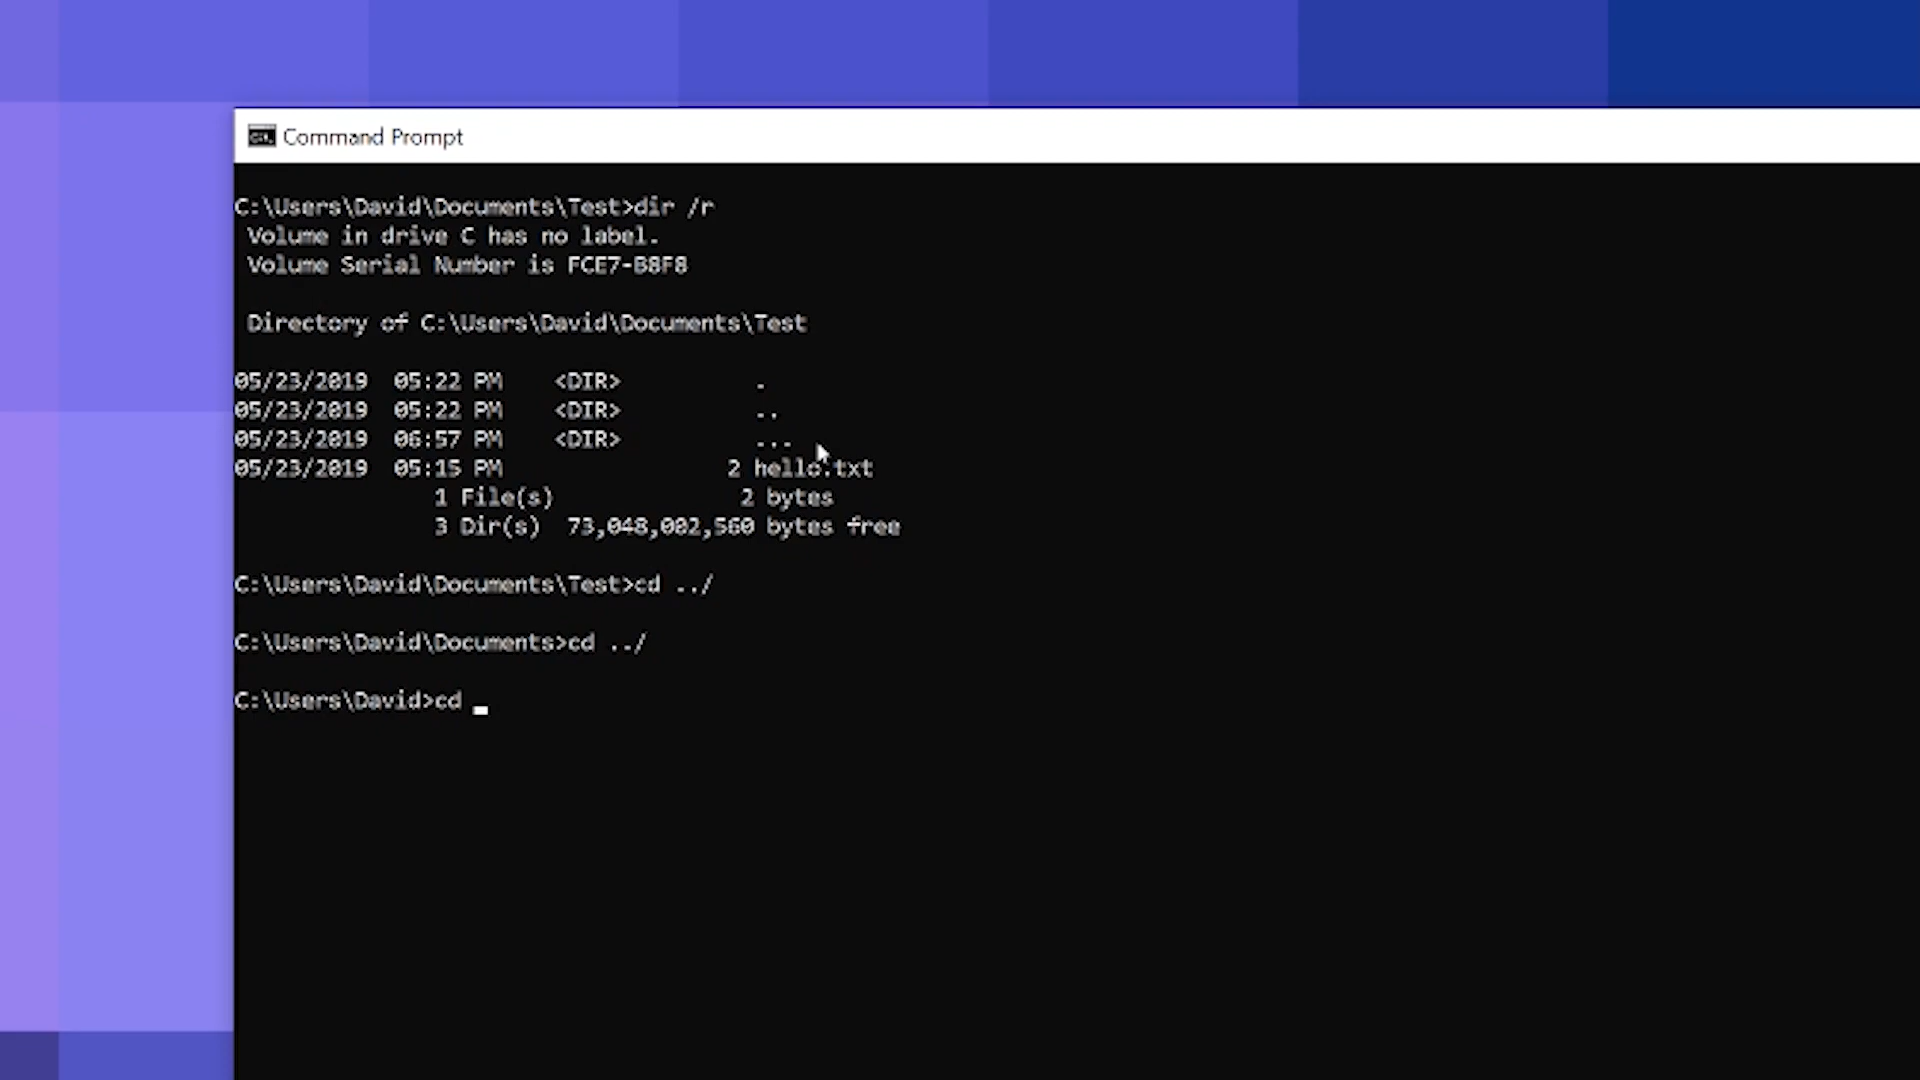 Command Prompt
C:\Users\David\Documents\Test>dir /r
Volume in drive C has no label.
Volume Serial Number is FCE7-B8F8
Directory of C:\Users\David\Documents\Test
05/23/2019  05:22 PM    <DIR>          .
05/23/2019  05:22 PM    <DIR>          ..
05/23/2019  06:57 PM    <DIR>          ...
05/23/2019  05:15 PM                 2 hello.txt
1 File(s)              2 bytes
3 Dir(s)  73,048,002,560 bytes free
C:\Users\David\Documents\Test>cd ../
C:\Users\David\Documents>cd ../
C:\Users\David>cd _